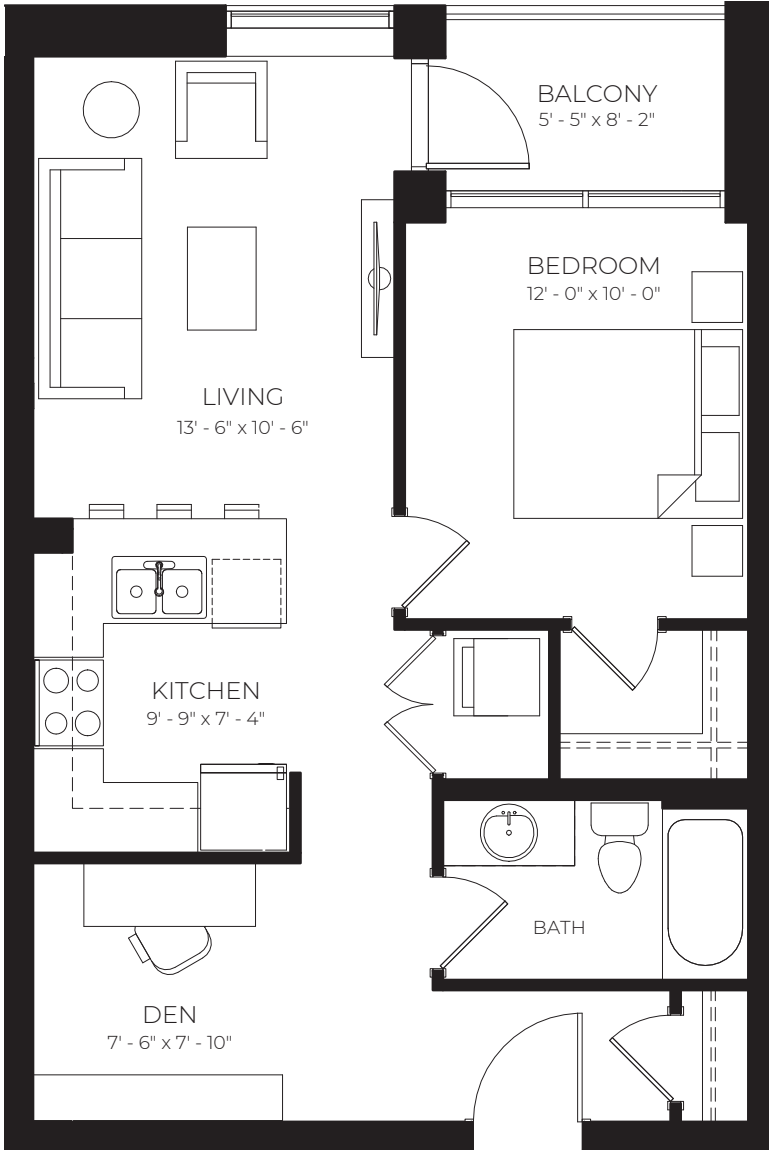 BALCONY
5' - 5" x 8' - 2"
BEDROOM
12' - 0" x 10' - 0"
LIVING
13' - 6" x 10' - 6"
KITCHEN
9' - 9" x 7' - 4"
BATH
DEN
7' - 6" x 7' - 10"